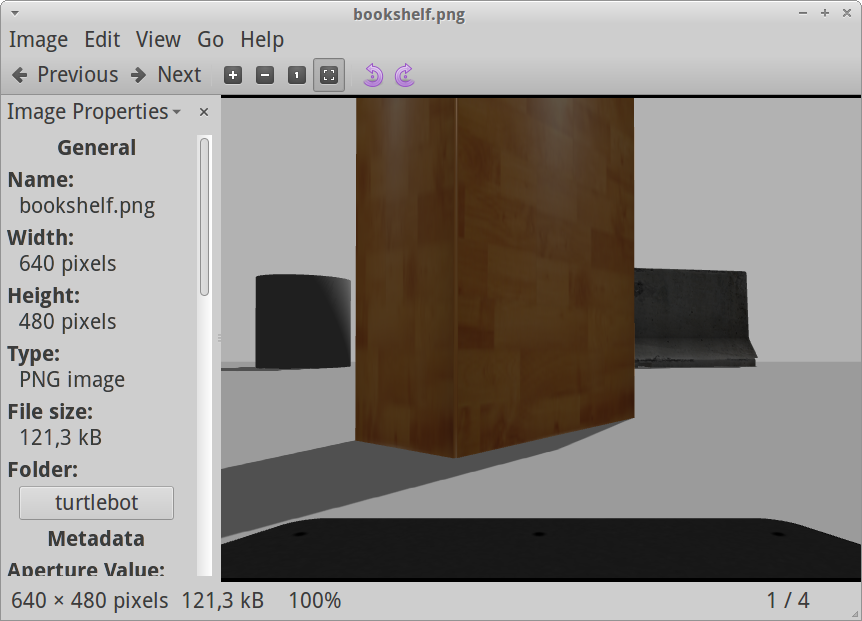 bookshelf.png
Image Edit View Go Help
Previous Next 1
Image Properties
General
Name:
bookshelf.png
Width:
640 pixels
Height:
480 pixels
Type:
PNG image
File size:
121,3 kB
Folder:
turtlebot
Metadata
Aperture Value:
640 × 480 pixels 121,3 kB 100% 1 / 4